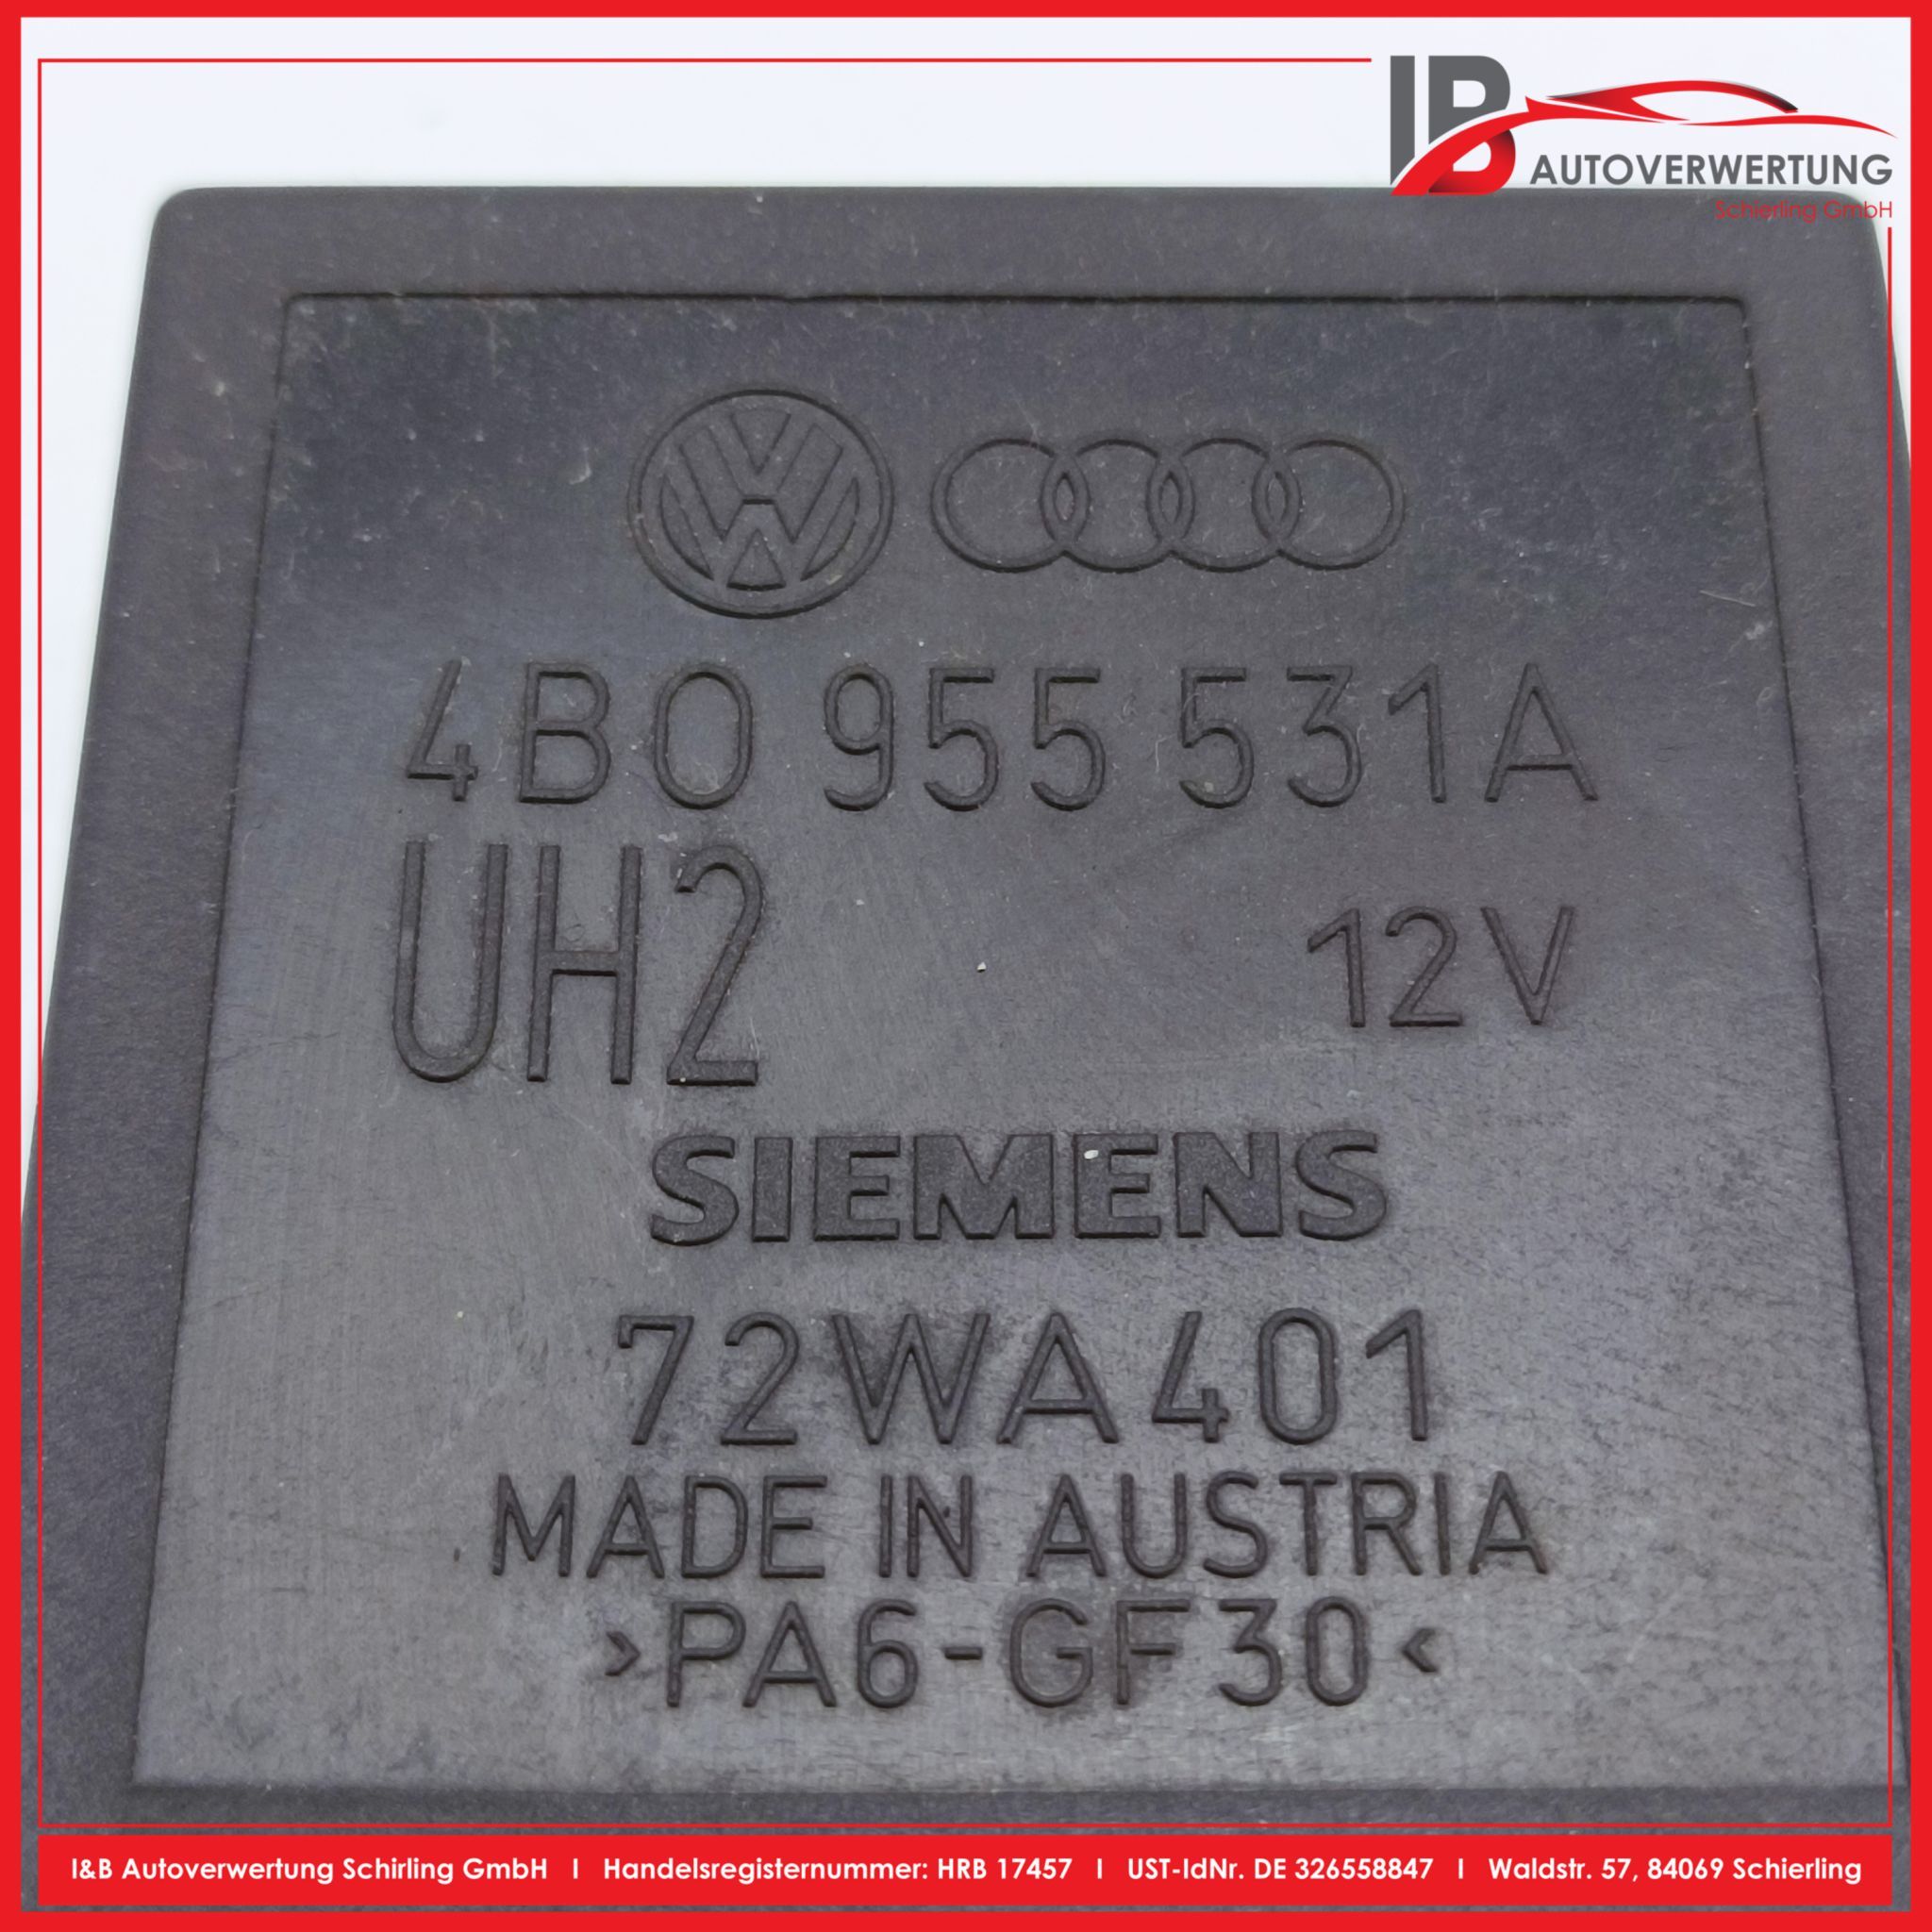 IB
AUTOVERWERTUNG
Schierling GmbH
4B0 955 531A
UH2 12V
SIEMENS
72WA401
MADE IN AUSTRIA
>PA6-GF30<
I&B Autoverwertung Schirling GmbH I Handelsregisternummer: HRB 17457 I UST-IdNr. DE 326558847 I Waldstr. 57, 84069 Schierling